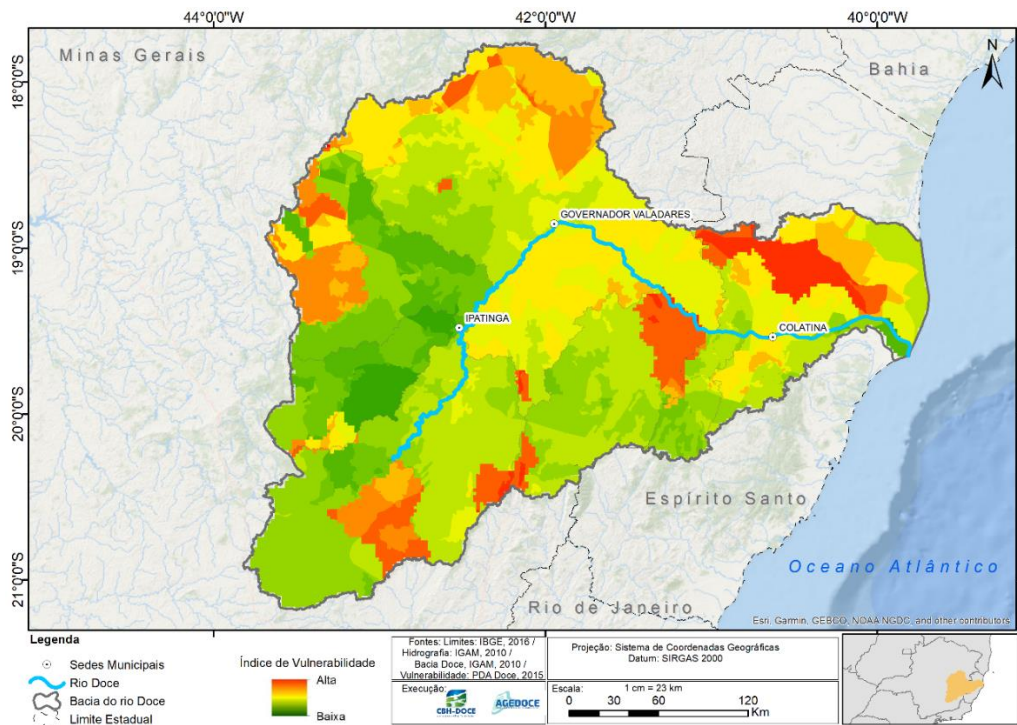 44°0'0"W
42°0'0"W
40°0'0"W
Minas Gerais
Bahia
N
18°0'0"S
19°0'0"S
20°0'0"S
21°0'0"S
GOVERNADOR VALADARES
IPATINGA
COLATINA
Espírito Santo
Oceano Atlântico
Rio de Janeiro
Esri, Garmin, GEBCO, NOAA NGDC, and other contributors
Legenda
Sedes Municipais
Rio Doce
Bacia do rio Doce
Limite Estadual
Índice de Vulnerabilidade
Alta
Baixa
Fontes: Limites: IBGE, 2016 /
Hidrografia: IGAM, 2010 /
Bacia Doce, IGAM, 2010 /
Vulnerabilidade: PDA Doce, 2015
Execução:
CBH-DOCE
AGEDOCE
Projeção: Sistema de Coordenadas Geográficas
Datum: SIRGAS 2000
Escala:
1 cm = 23 km
0 30 60 120
Km